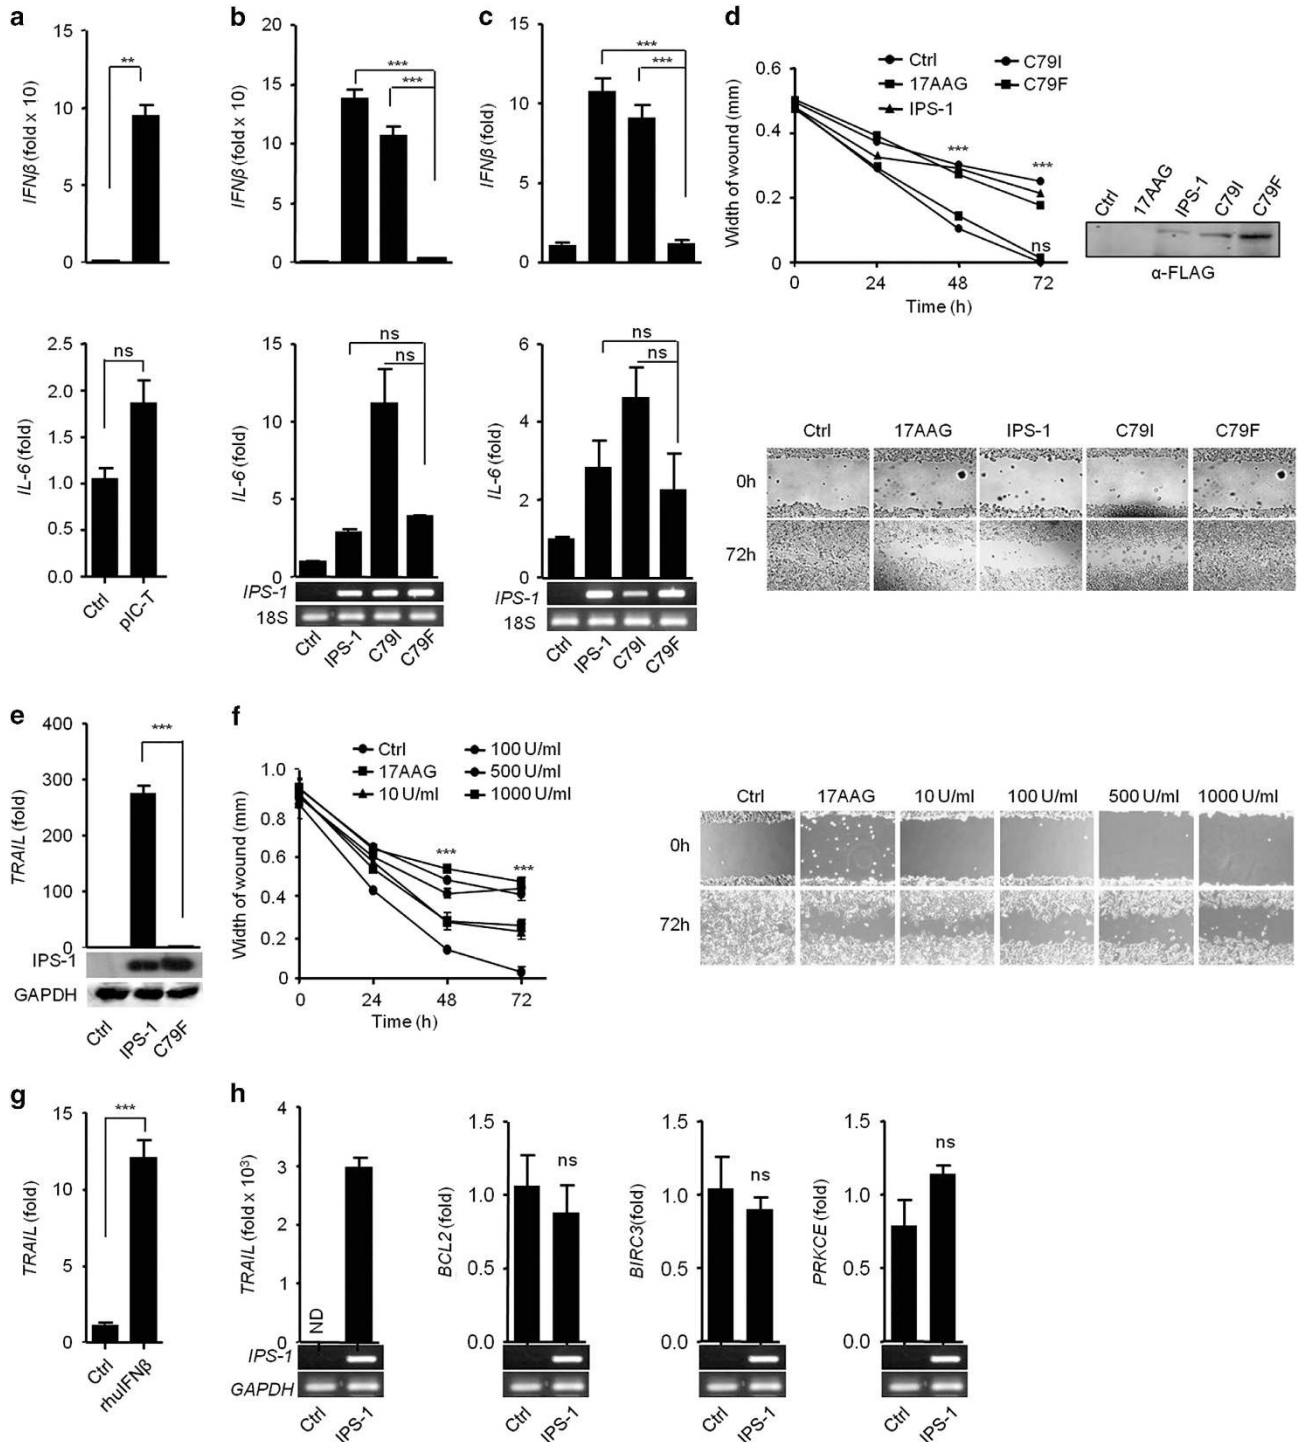 a
IFNβ (fold x 10)
15
10
5
0
**
IL-6 (fold)
2.5
2.0
1.5
1.0
0.5
0.0
ns
Ctrl
pIC-T
b
IFNβ (fold x 10)
20
15
10
5
0
***
***
IL-6 (fold)
15
10
5
0
ns
ns
IPS-1
18S
Ctrl
IPS-1
C79I
C79F
c
IFNβ (fold)
15
10
5
0
***
***
IL-6 (fold)
6
4
2
0
ns
ns
IPS-1
18S
Ctrl
IPS-1
C79I
C79F
d
Ctrl
17AAG
IPS-1
C79I
C79F
Width of wound (mm)
0.6
0.4
0.2
0
***
***
ns
0 24 48 72
Time (h)
Ctrl
17AAG
IPS-1
C79I
C79F
α-FLAG
Ctrl 17AAG IPS-1 C79I C79F
0h
72h
e
TRAIL (fold)
400
300
200
100
0
***
IPS-1
GAPDH
Ctrl
IPS-1
C79F
f
Ctrl
17AAG
10 U/ml
100 U/ml
500 U/ml
1000 U/ml
Width of wound (mm)
1.0
0.8
0.6
0.4
0.2
0
***
***
0 24 48 72
Time (h)
Ctrl 17AAG 10 U/ml 100 U/ml 500 U/ml 1000 U/ml
0h
72h
g
TRAIL (fold)
15
10
5
0
***
Ctrl
rhuIFNβ
h
TRAIL (fold x 10³)
4
3
2
1
0
ND
IPS-1
GAPDH
Ctrl
IPS-1
BCL2 (fold)
1.5
1.0
0.5
0.0
ns
Ctrl
IPS-1
BIRC3(fold)
1.5
1.0
0.5
0.0
ns
Ctrl
IPS-1
PRKCE (fold)
1.5
1.0
0.5
0.0
ns
Ctrl
IPS-1